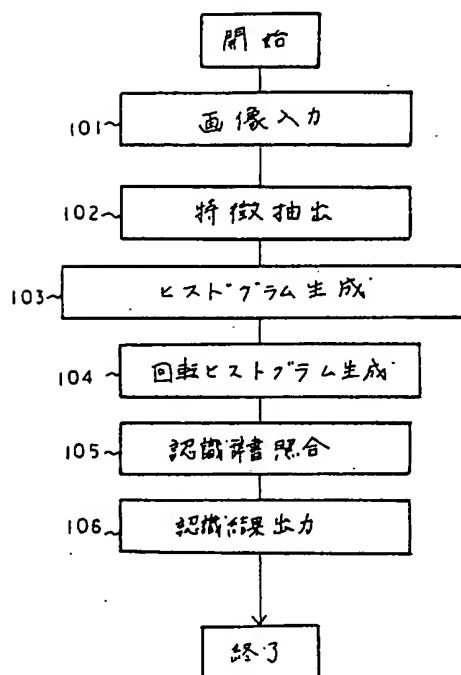 開始
101 画像入力
102 特徴抽出
103 ヒストグラム生成
104 回転ヒストグラム生成
105 認識辞書照合
106 認識結果出力
終了